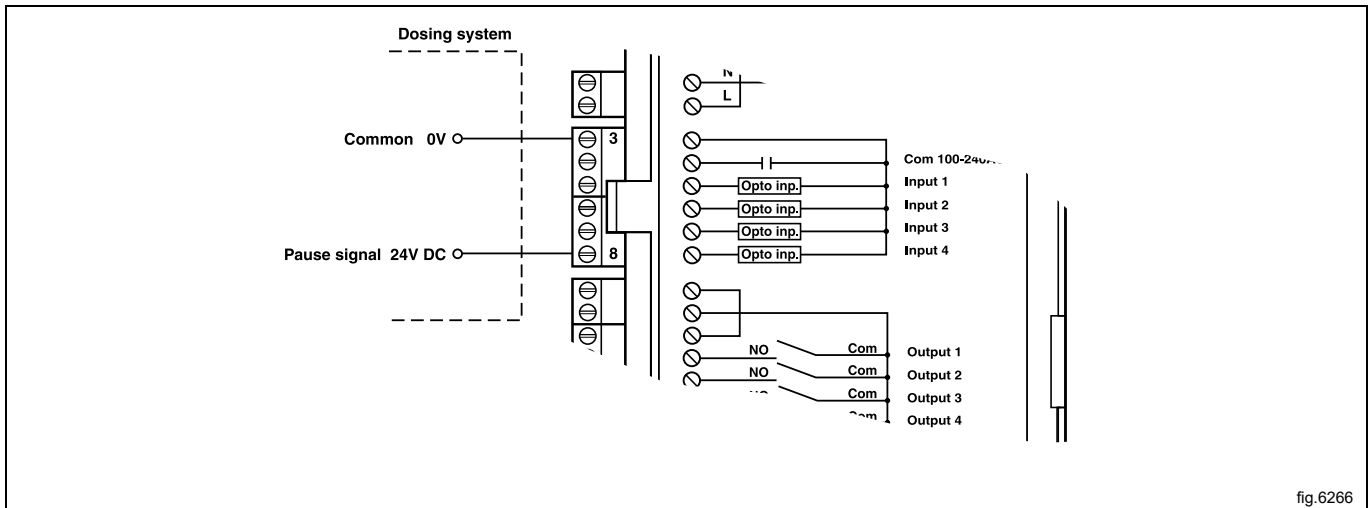 Dosing system
N
L
Common 0V
3
Com
Input 1
Opto inp.
Input 2
Opto inp.
Input 3
Opto inp.
Input 4
Opto inp.
Pause signal 24V DC
8
NO
Com
Output 1
NO
Com
Output 2
Com
Output 3
Output 4
fig.6266